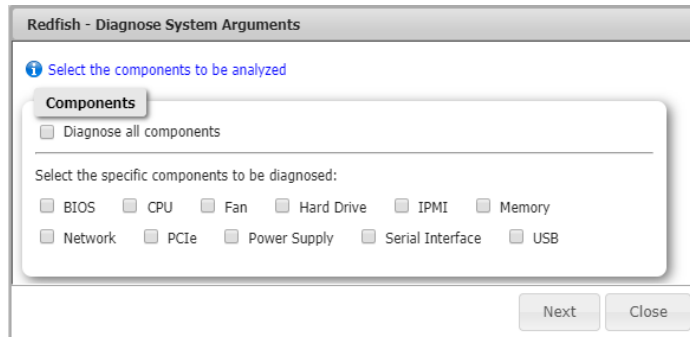 Redfish - Diagnose System Arguments
Select the components to be analyzed
Components
Diagnose all components
Select the specific components to be diagnosed:
BIOS CPU Fan Hard Drive IPMI Memory
Network PCIe Power Supply Serial Interface USB
Next Close